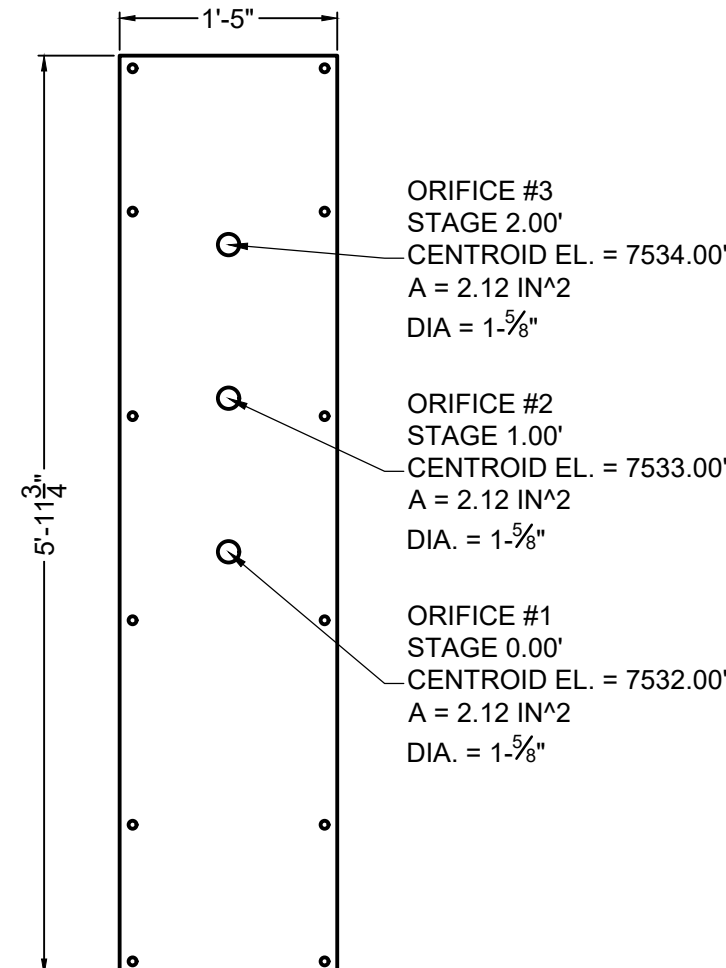 1'-5"
5'-11 3/4"
ORIFICE #3
STAGE 2.00'
CENTROID EL. = 7534.00'
A = 2.12 IN^2
DIA = 1-5/8"
ORIFICE #2
STAGE 1.00'
CENTROID EL. = 7533.00'
A = 2.12 IN^2
DIA. = 1-5/8"
ORIFICE #1
STAGE 0.00'
CENTROID EL. = 7532.00'
A = 2.12 IN^2
DIA. = 1-5/8"